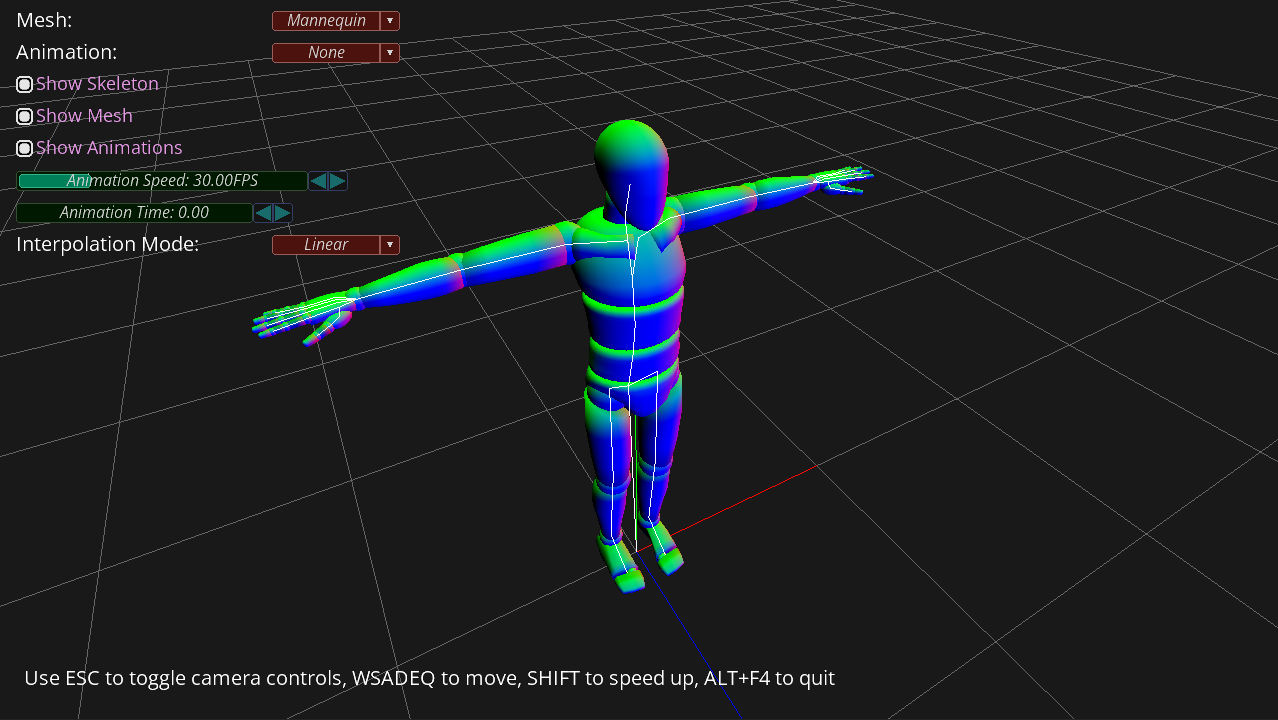 Mesh: Mannequin
Animation: None
Show Skeleton
Show Mesh
Show Animations
Animation Speed: 30.00FPS
Animation Time: 0.00
Interpolation Mode: Linear
Use ESC to toggle camera controls, WSADEQ to move, SHIFT to speed up, ALT+F4 to quit